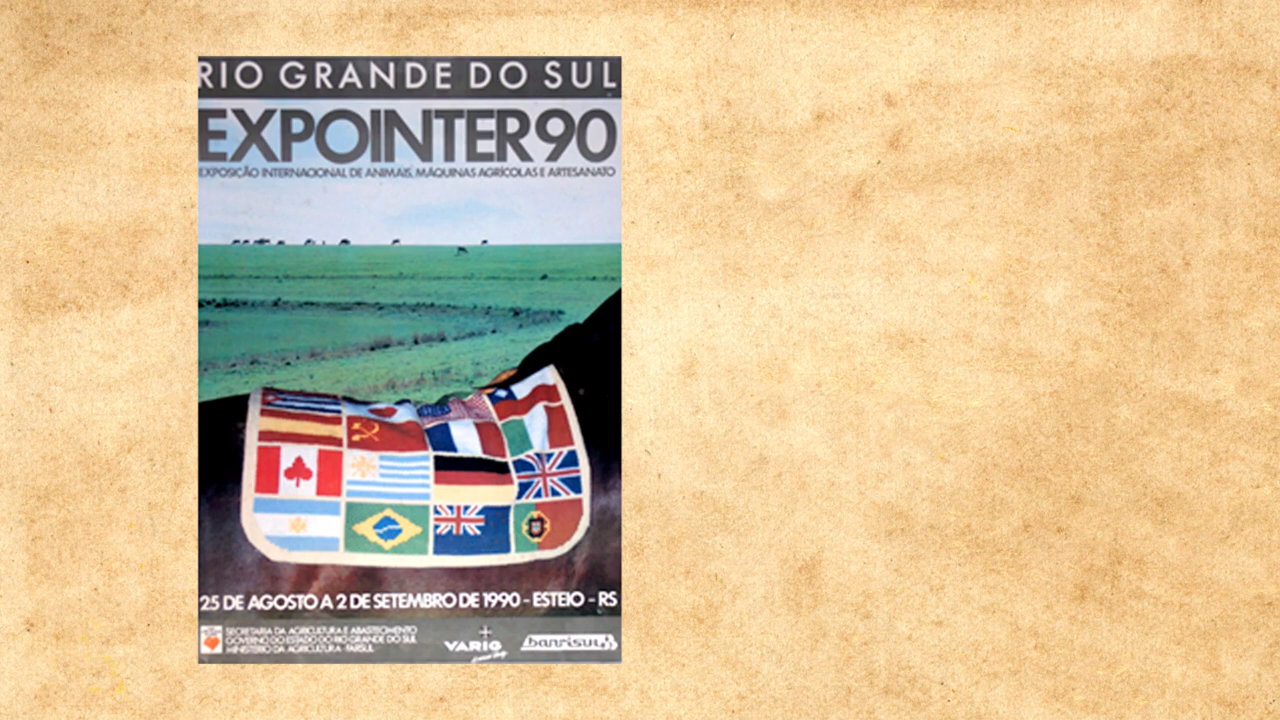 RIO GRANDE DO SUL
EXPOINTER 90
EXPOSIÇÃO INTERNACIONAL DE ANIMAIS, MÁQUINAS AGRÍCOLAS E ARTESANATO
25 DE AGOSTO A 2 DE SETEMBRO DE 1990 - ESTEIO - RS
SECRETARIA DA AGRICULTURA E ABASTECIMENTO
GOVERNO DO ESTADO DO RIO GRANDE DO SUL
MINISTÉRIO DA AGRICULTURA - FARSUL
VARIG
banrisul